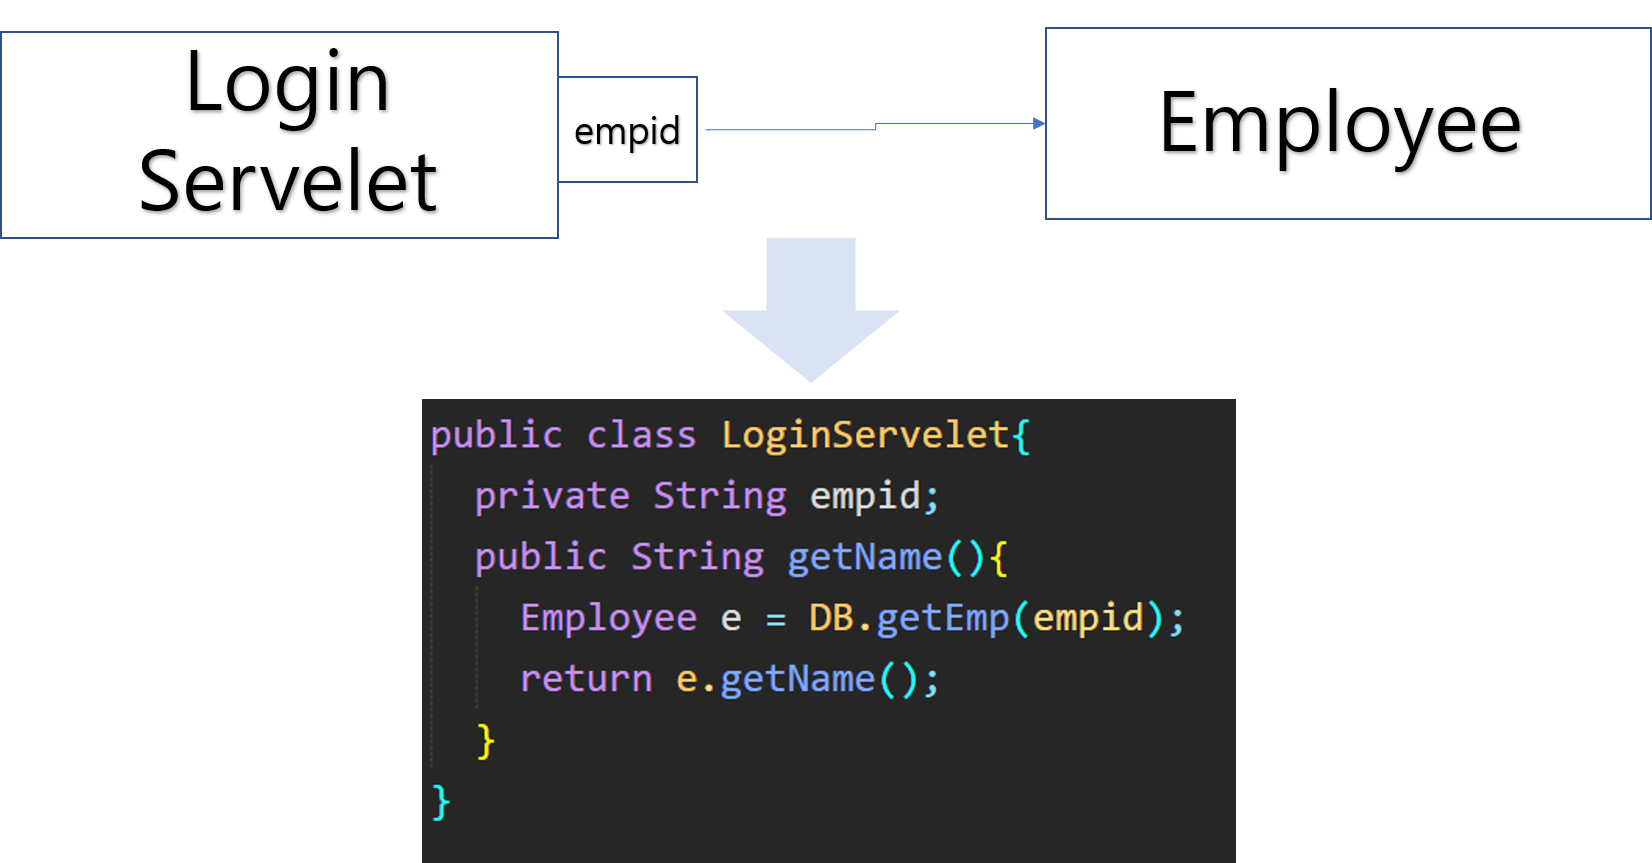 Login
Servelet
empid
Employee
public class LoginServelet{
private String empid;
public String getName(){
Employee e = DB.getEmp(empid);
return e.getName();
}
}